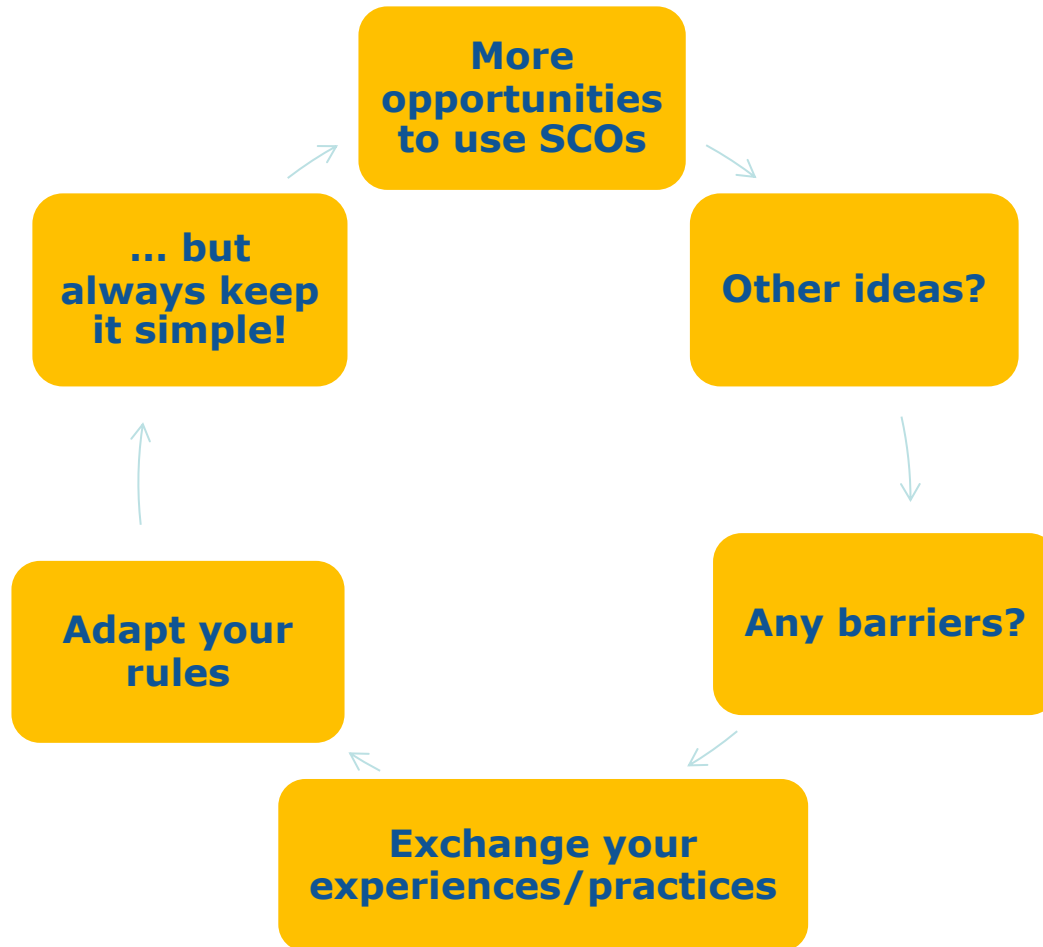 More
opportunities
to use SCOs
Other ideas?
Any barriers?
Exchange your
experiences/practices
Adapt your
rules
... but
always keep
it simple!